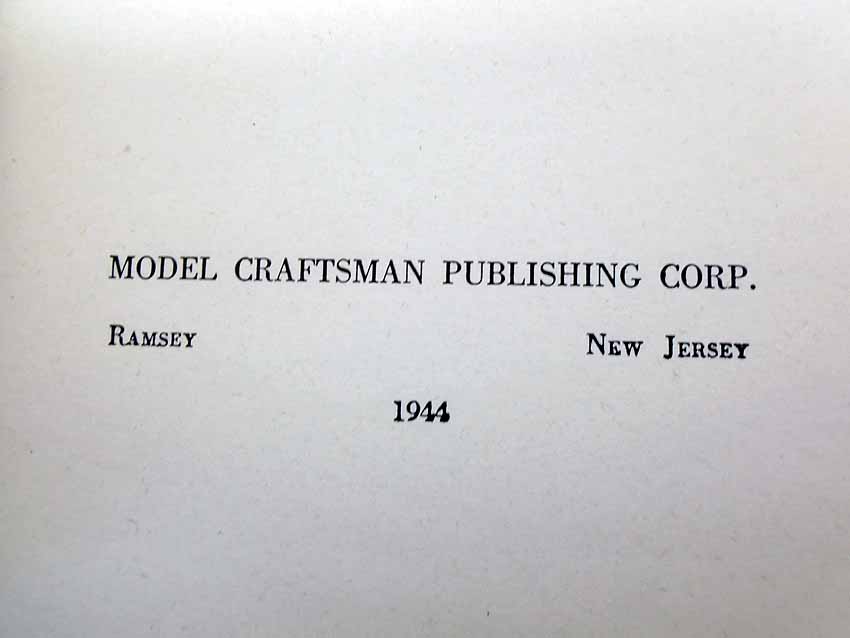 MODEL CRAFTSMAN PUBLISHING CORP.
RAMSEY NEW JERSEY
1944